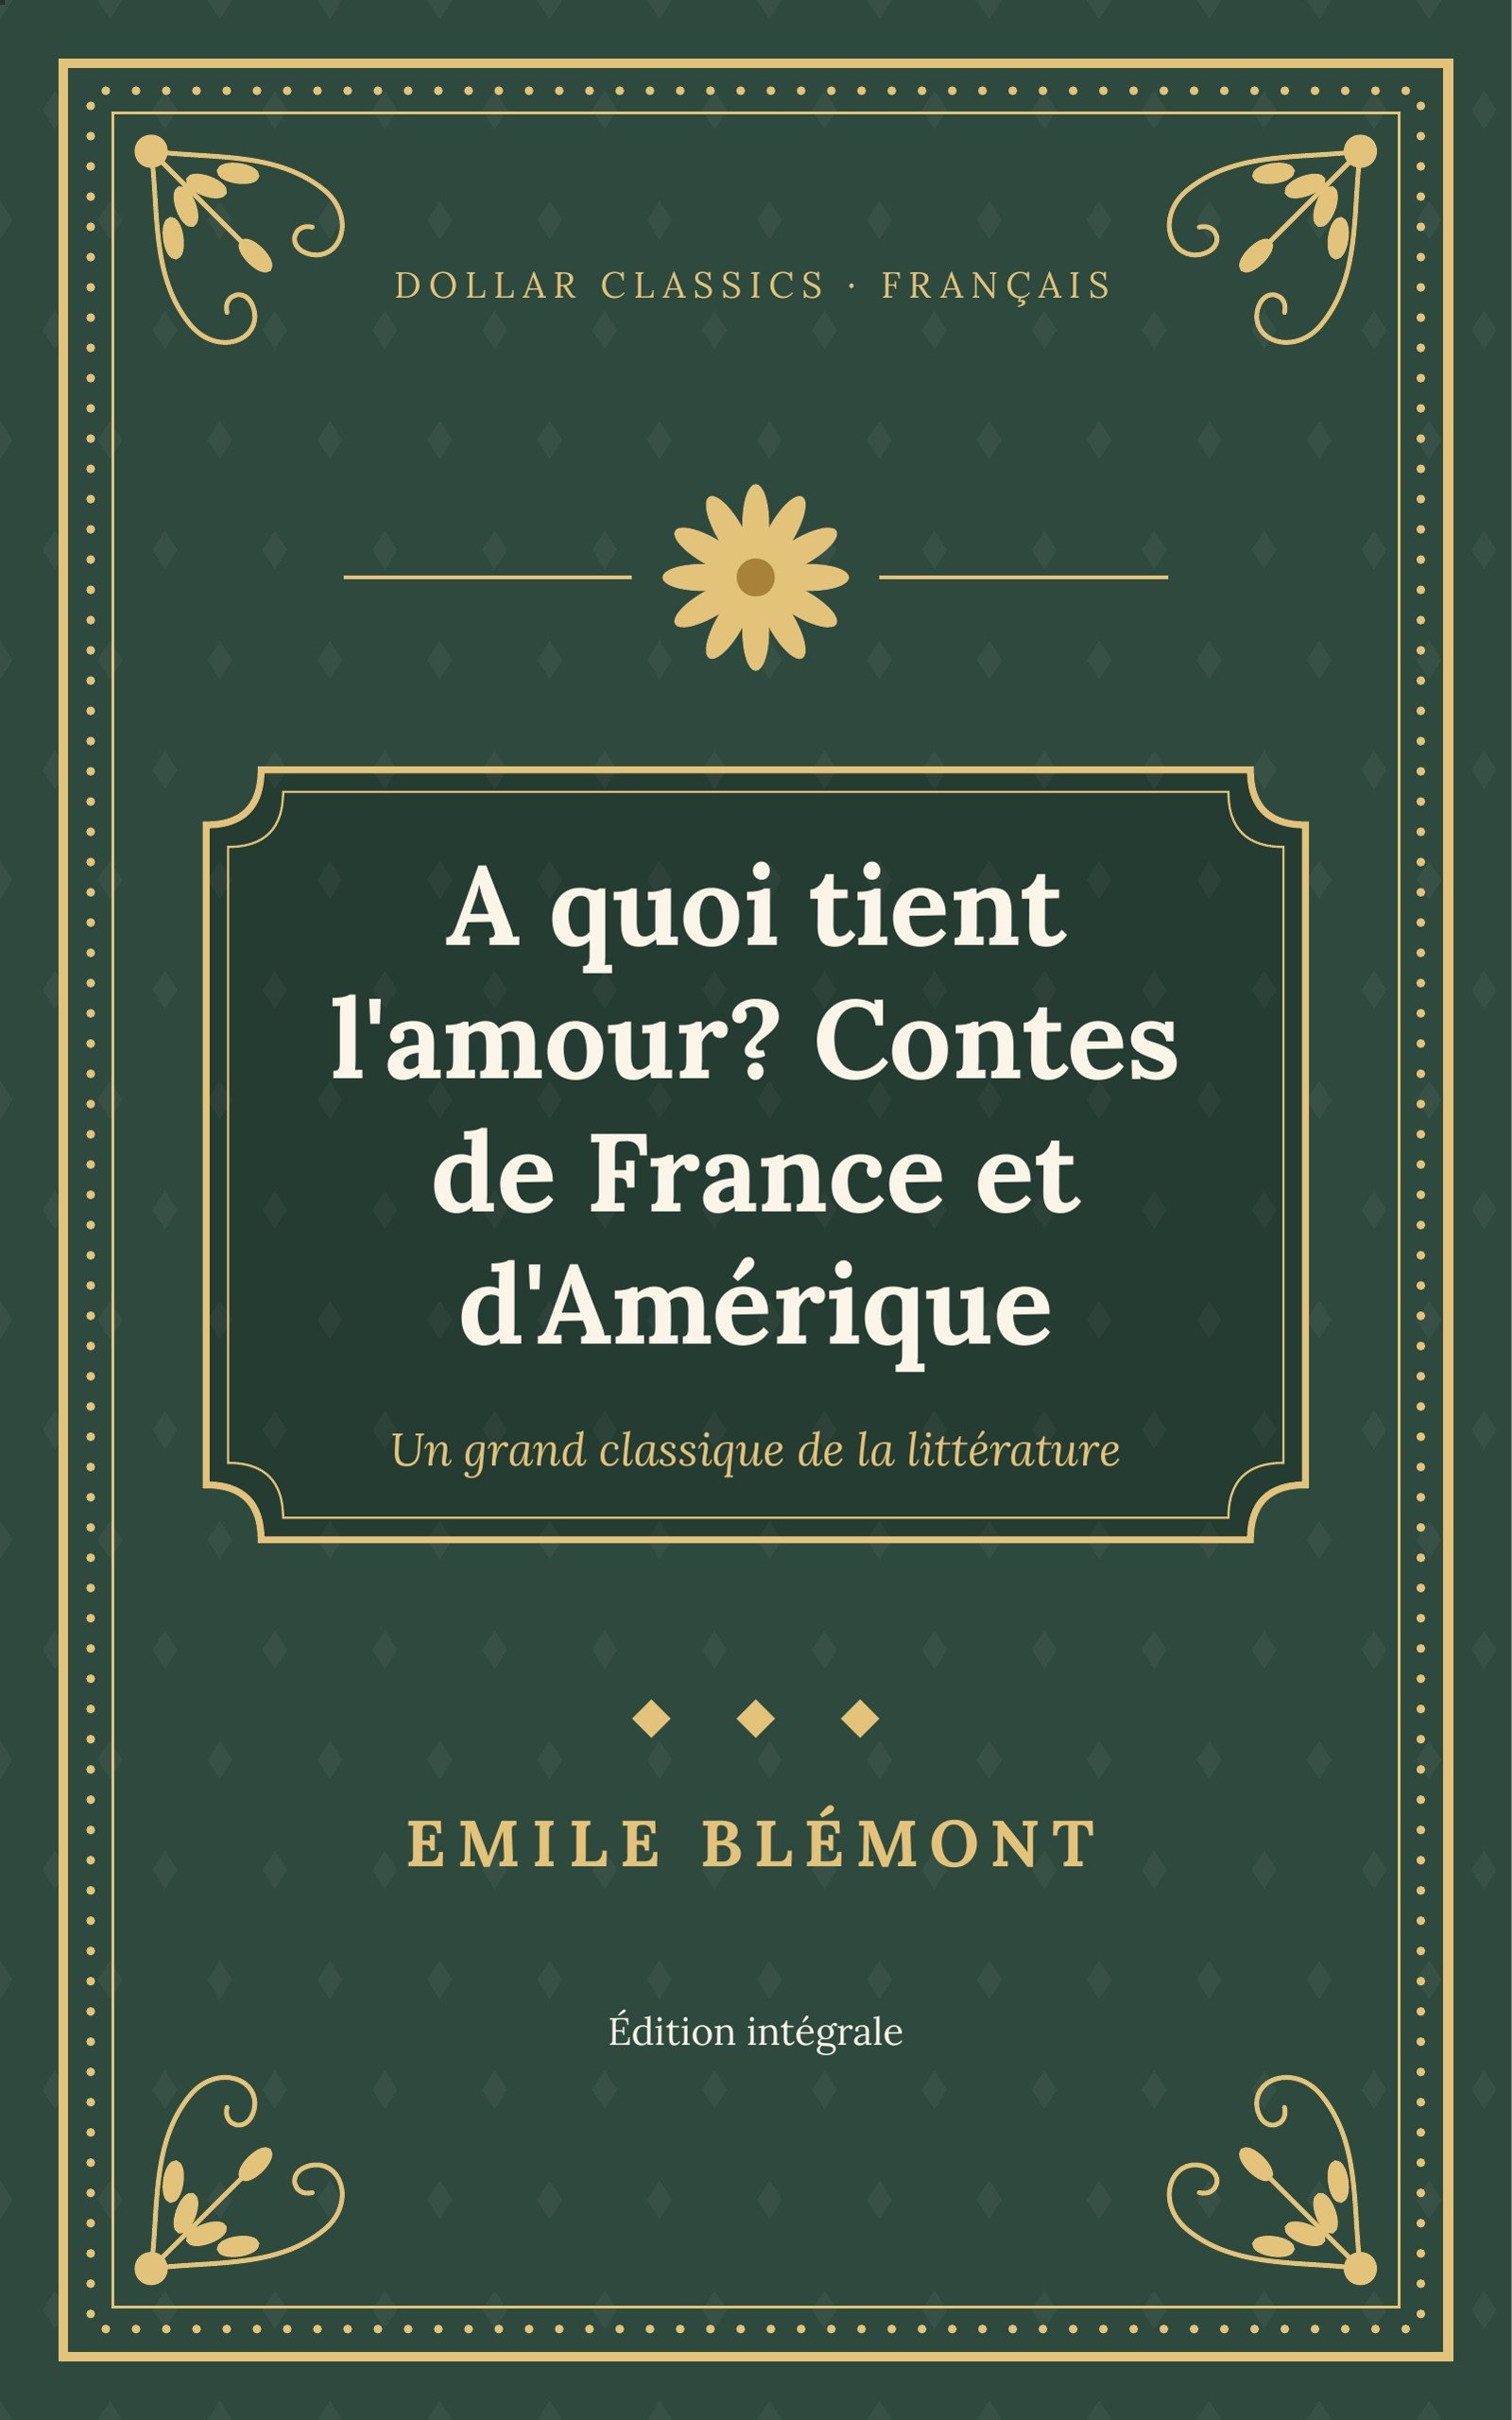 DOLLAR CLASSICS · FRANÇAIS
A quoi tient
l'amour? Contes
de France et
d'Amérique
Un grand classique de la littérature
EMILE BLÉMONT
Édition intégrale